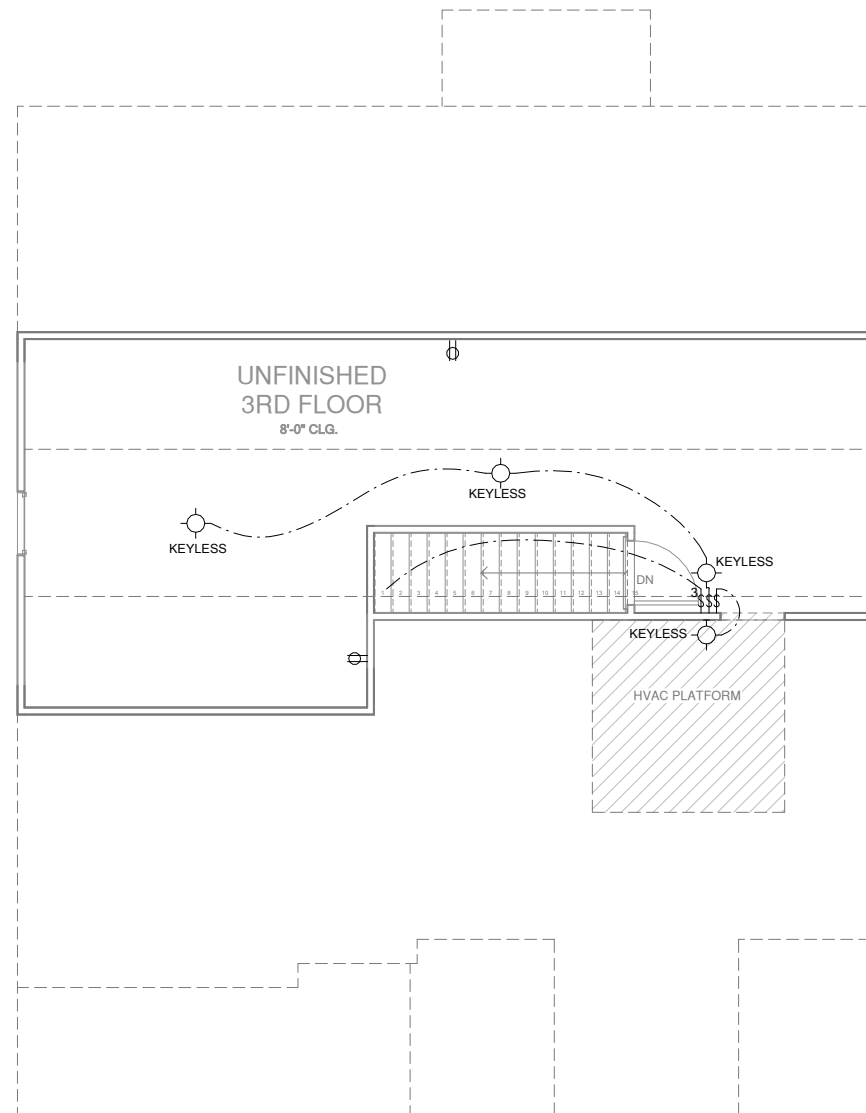 UNFINISHED
3RD FLOOR
8'-0" CLG.
KEYLESS
KEYLESS
KEYLESS
DN
1 2 3 4 5 6 7 8 9 10 11 12 13 14 15
3 $ $ $
KEYLESS
HVAC PLATFORM